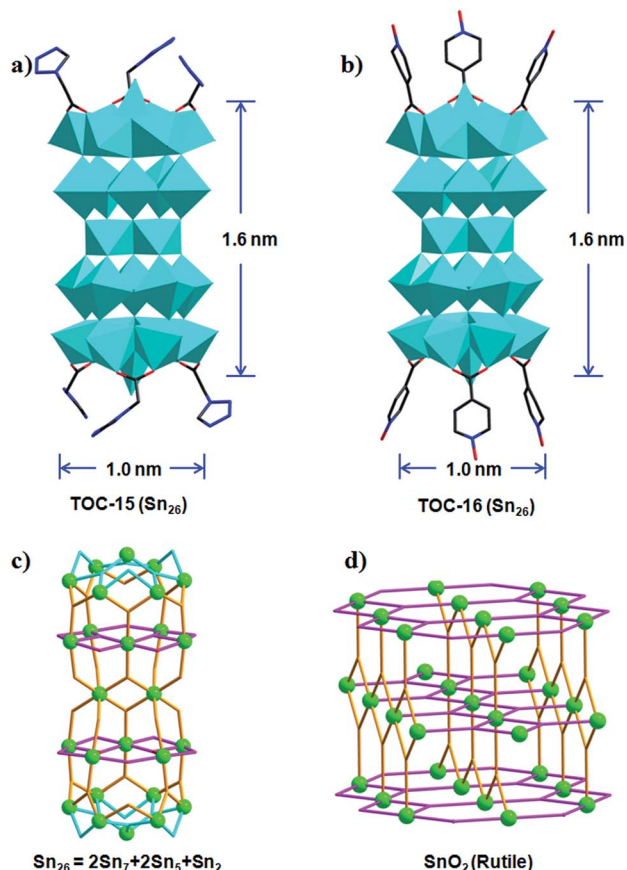 a)
b)
1.6 nm
1.6 nm
1.0 nm
1.0 nm
TOC-15 (Sn26)
TOC-16 (Sn26)
c)
d)
Sn26 = 2Sn7+2Sn5+Sn2
SnO2 (Rutile)